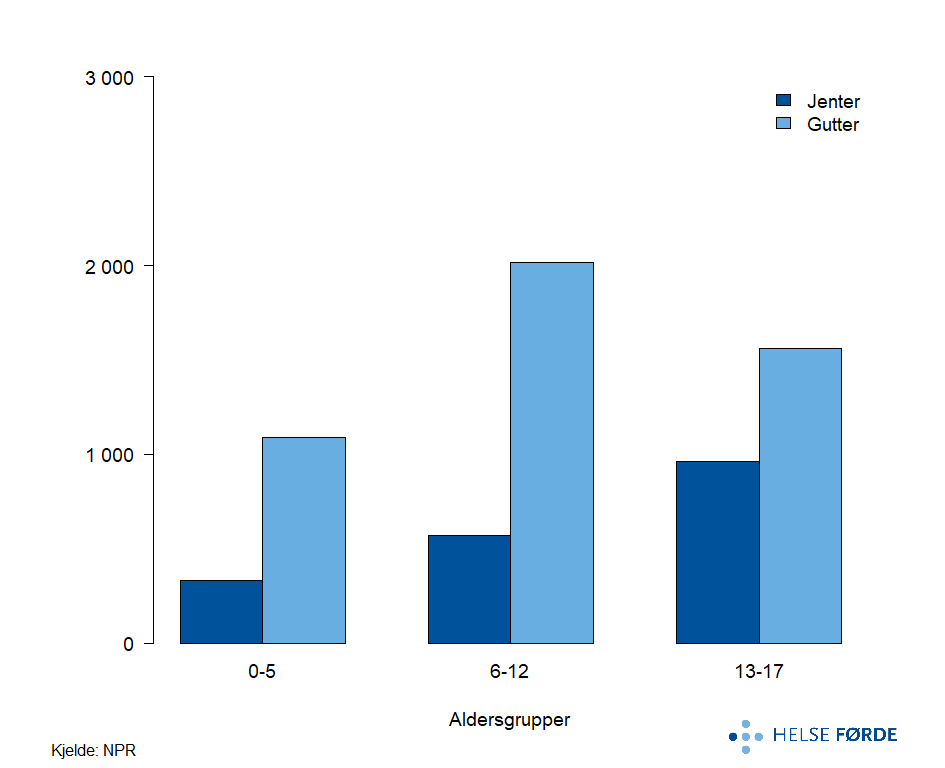 3 000
Jenter
Gutter
2 000
1 000
0
0-5
6-12
13-17
Aldersgrupper
HELSE FØRDE
Kjelde: NPR